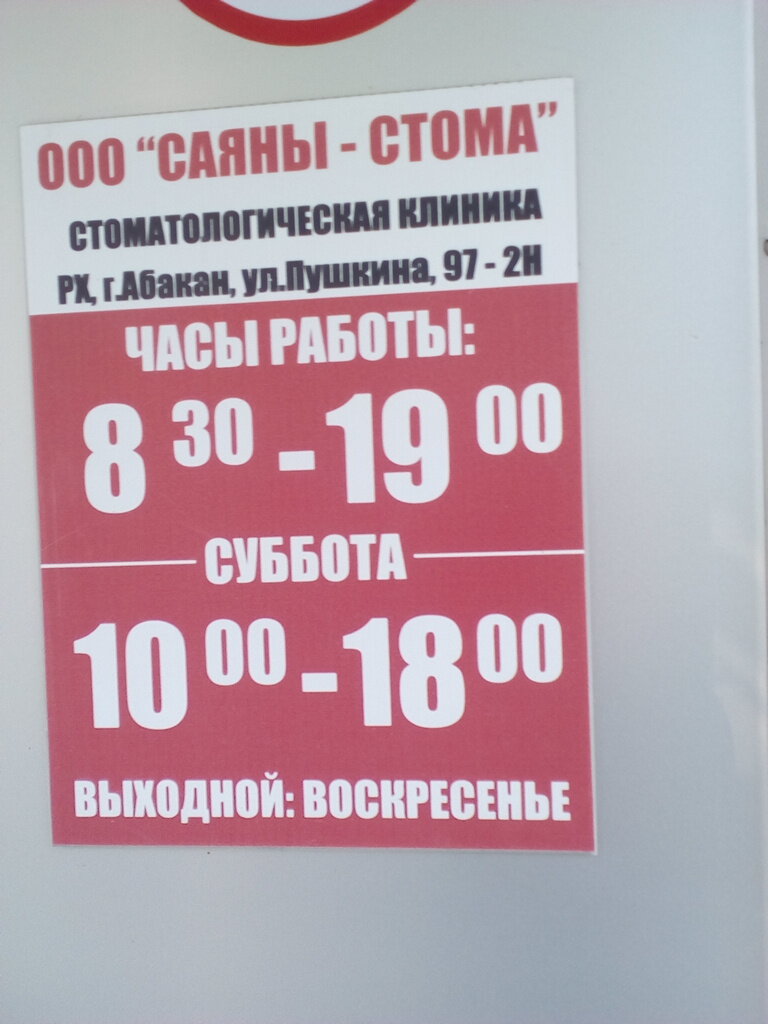 ООО “САЯНЫ - СТОМА”
СТОМАТОЛОГИЧЕСКАЯ КЛИНИКА
РХ, г.Абакан, ул.Пушкина, 97 - 2Н
ЧАСЫ РАБОТЫ:
8 30 - 19 00
СУББОТА
10 00 - 18 00
ВЫХОДНОЙ: ВОСКРЕСЕНЬЕ